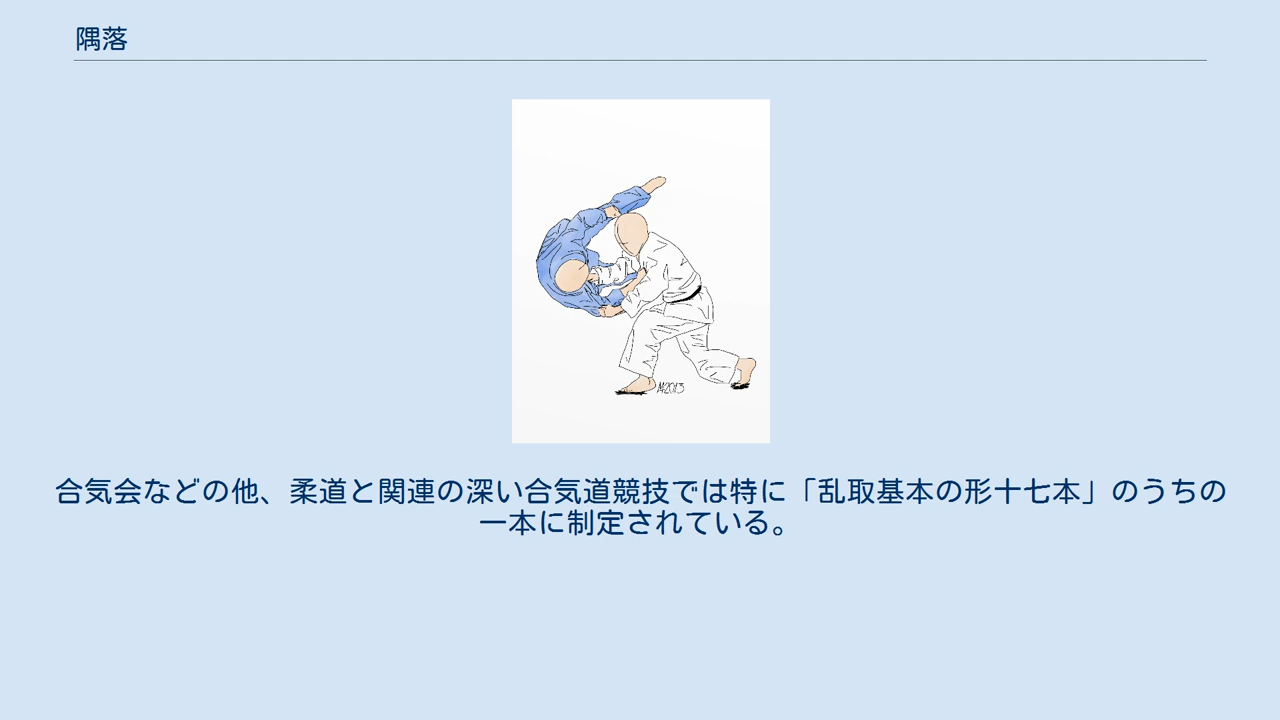 隅落
合気会などの他、柔道と関連の深い合気道競技では特に「乱取基本の形十七本」のうちの
一本に制定されている。